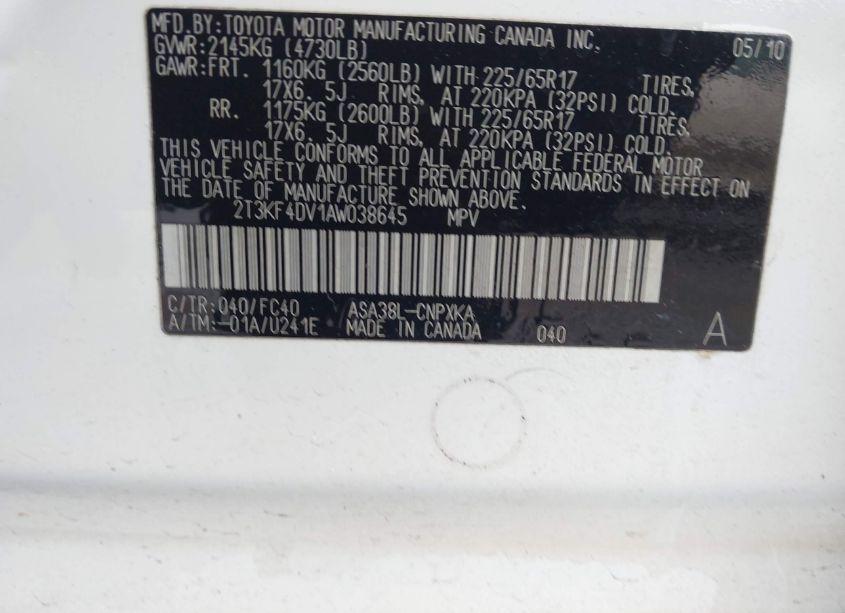 MFD. BY: TOYOTA MOTOR MANUFACTURING CANADA INC.
GVWR: 2145KG (4730LB) 05/10
GAWR: FRT. 1160KG (2560LB) WITH 225/65R17 TIRES,
17X6. 5J RIMS, AT 220KPA (32PSI) COLD.
RR. 1175KG (2600LB) WITH 225/65R17 TIRES,
17X6. 5J RIMS, AT 220KPA (32PSI) COLD.
THIS VEHICLE CONFORMS TO ALL APPLICABLE FEDERAL MOTOR
VEHICLE SAFETY AND THEFT PREVENTION STANDARDS IN EFFECT ON
THE DATE OF MANUFACTURE SHOWN ABOVE.
2T3KF4DV1AW038645 MPV
C/TR: 040/FC40 ASA38L-CNPXKA
A/TM: -01A/U241E MADE IN CANADA 040 A